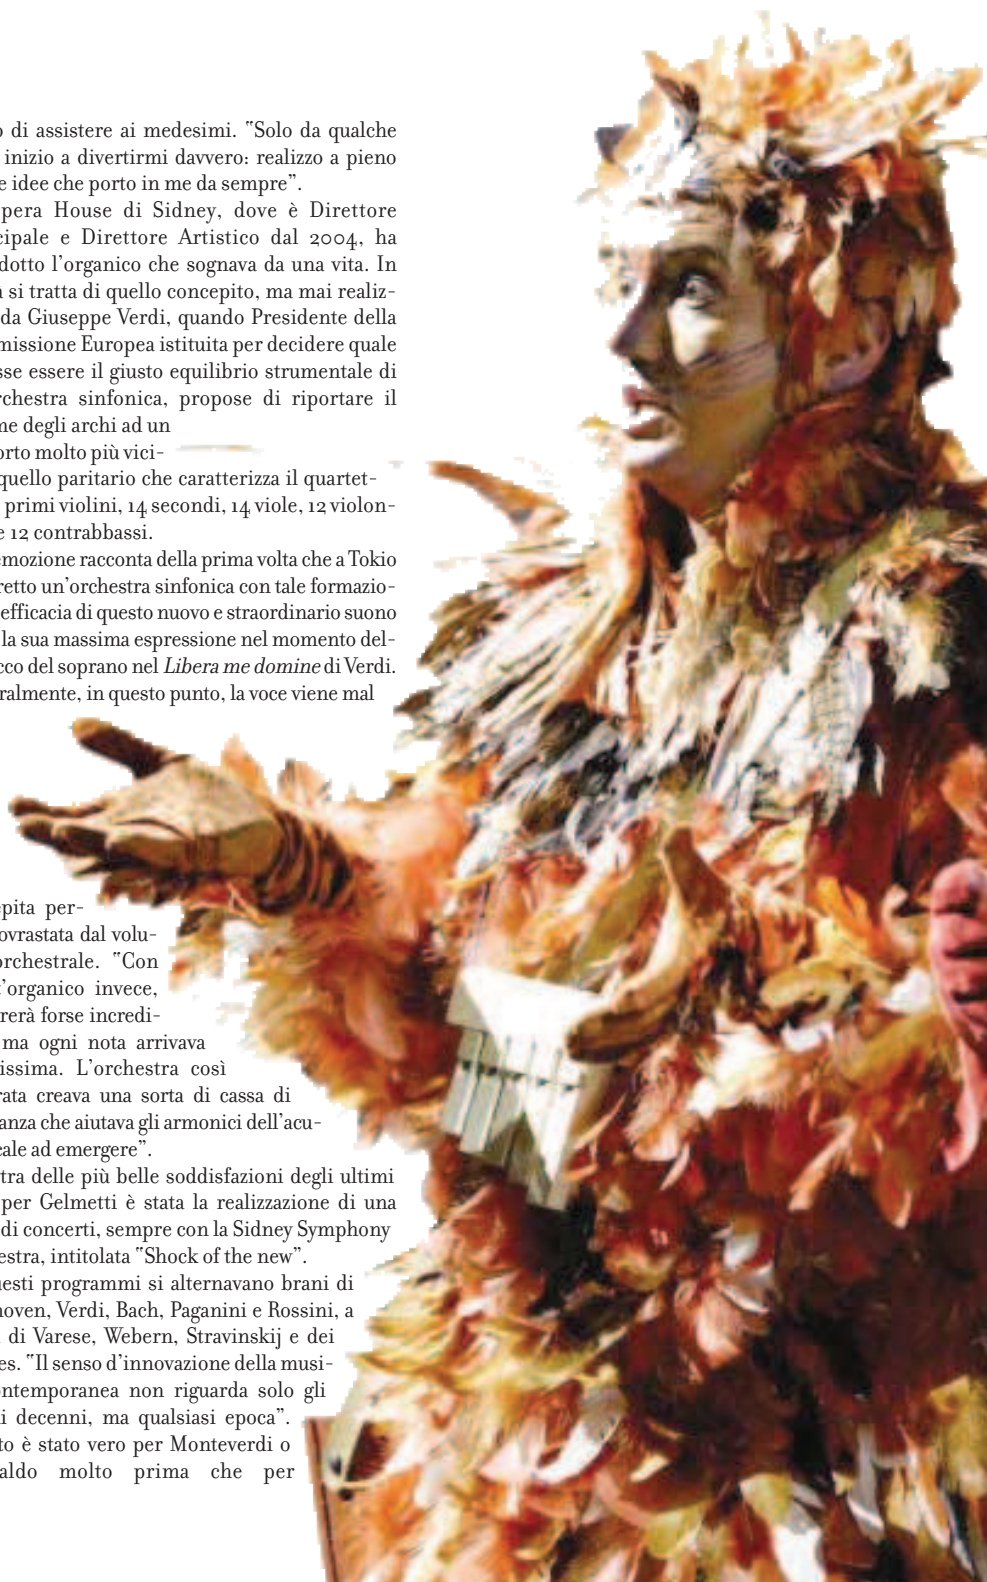 o di assistere ai medesimi. "Solo da qualche
inizio a divertirmi davvero: realizzo a pieno
e idee che porto in me da sempre".
pera House di Sidney, dove è Direttore
cipale e Direttore Artistico dal 2004, ha
dotto l'organico che sognava da una vita. In
si tratta di quello concepito, ma mai realiz-
da Giuseppe Verdi, quando Presidente della
missione Europea istituita per decidere quale
sse essere il giusto equilibrio strumentale di
rchestra sinfonica, propose di riportare il
me degli archi ad un
orto molto più vici-
quello paritario che caratterizza il quartet-
primi violini, 14 secondi, 14 viole, 12 violon-
e 12 contrabbassi.
emozione racconta della prima volta che a Tokio
retto un'orchestra sinfonica con tale formazio-
efficacia di questo nuovo e straordinario suono
la sua massima espressione nel momento del-
cco del soprano nel Libera me domine di Verdi.
ralmente, in questo punto, la voce viene mal
epita per-
ovrastata dal volu-
orchestrale. "Con
t'organico invece,
rerà forse incredi-
ma ogni nota arrivava
issima. L'orchestra così
rata creava una sorta di cassa di
anza che aiutava gli armonici dell'acu-
cale ad emergere".
tra delle più belle soddisfazioni degli ultimi
per Gelmetti è stata la realizzazione di una
di concerti, sempre con la Sidney Symphony
estra, intitolata "Shock of the new".
uesti programmi si alternavano brani di
hoven, Verdi, Bach, Paganini e Rossini, a
di Varese, Webern, Stravinskij e dei
es. "Il senso d'innovazione della musi-
ontemporanea non riguarda solo gli
i decenni, ma qualsiasi epoca".
to è stato vero per Monteverdi o
aldo molto prima che per